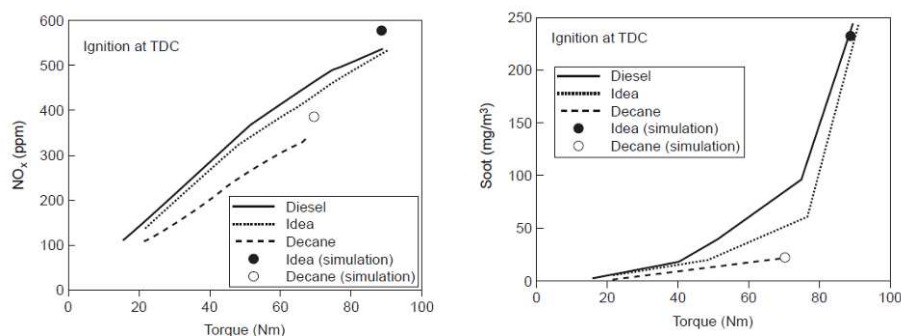 600
500
400
300
200
100
0
NOx (ppm)
Ignition at TDC
Diesel
Idea
Decane
Idea (simulation)
Decane (simulation)
0 20 40 60 80 100
Torque (Nm)
250
200
150
100
50
0
Soot (mg/m³)
Ignition at TDC
Diesel
Idea
Decane
Idea (simulation)
Decane (simulation)
0 20 40 60 80 100
Torque (Nm)